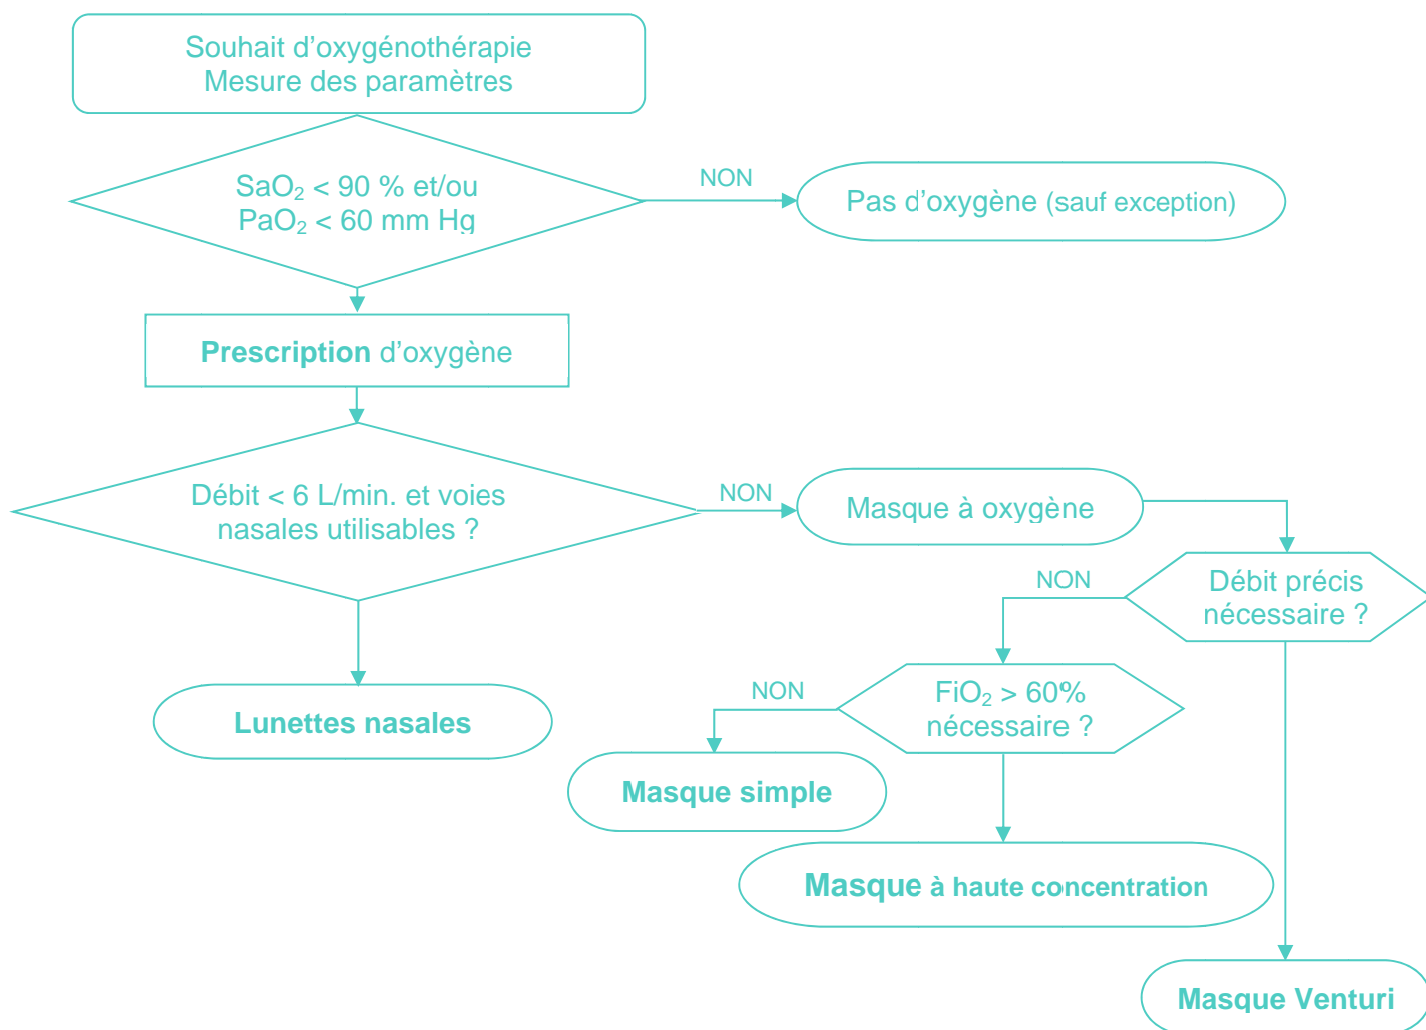 Souhait d’oxygénothérapie
Mesure des paramètres
SaO₂ < 90 % et/ou
PaO₂ < 60 mm Hg
NON
Pas d’oxygène (sauf exception)
Prescription d’oxygène
Débit < 6 L/min. et voies
nasales utilisables ?
NON
Masque à oxygène
Débit précis
nécessaire ?
NON
FiO₂ > 60%
nécessaire ?
NON
Lunettes nasales
Masque simple
Masque à haute concentration
Masque Venturi